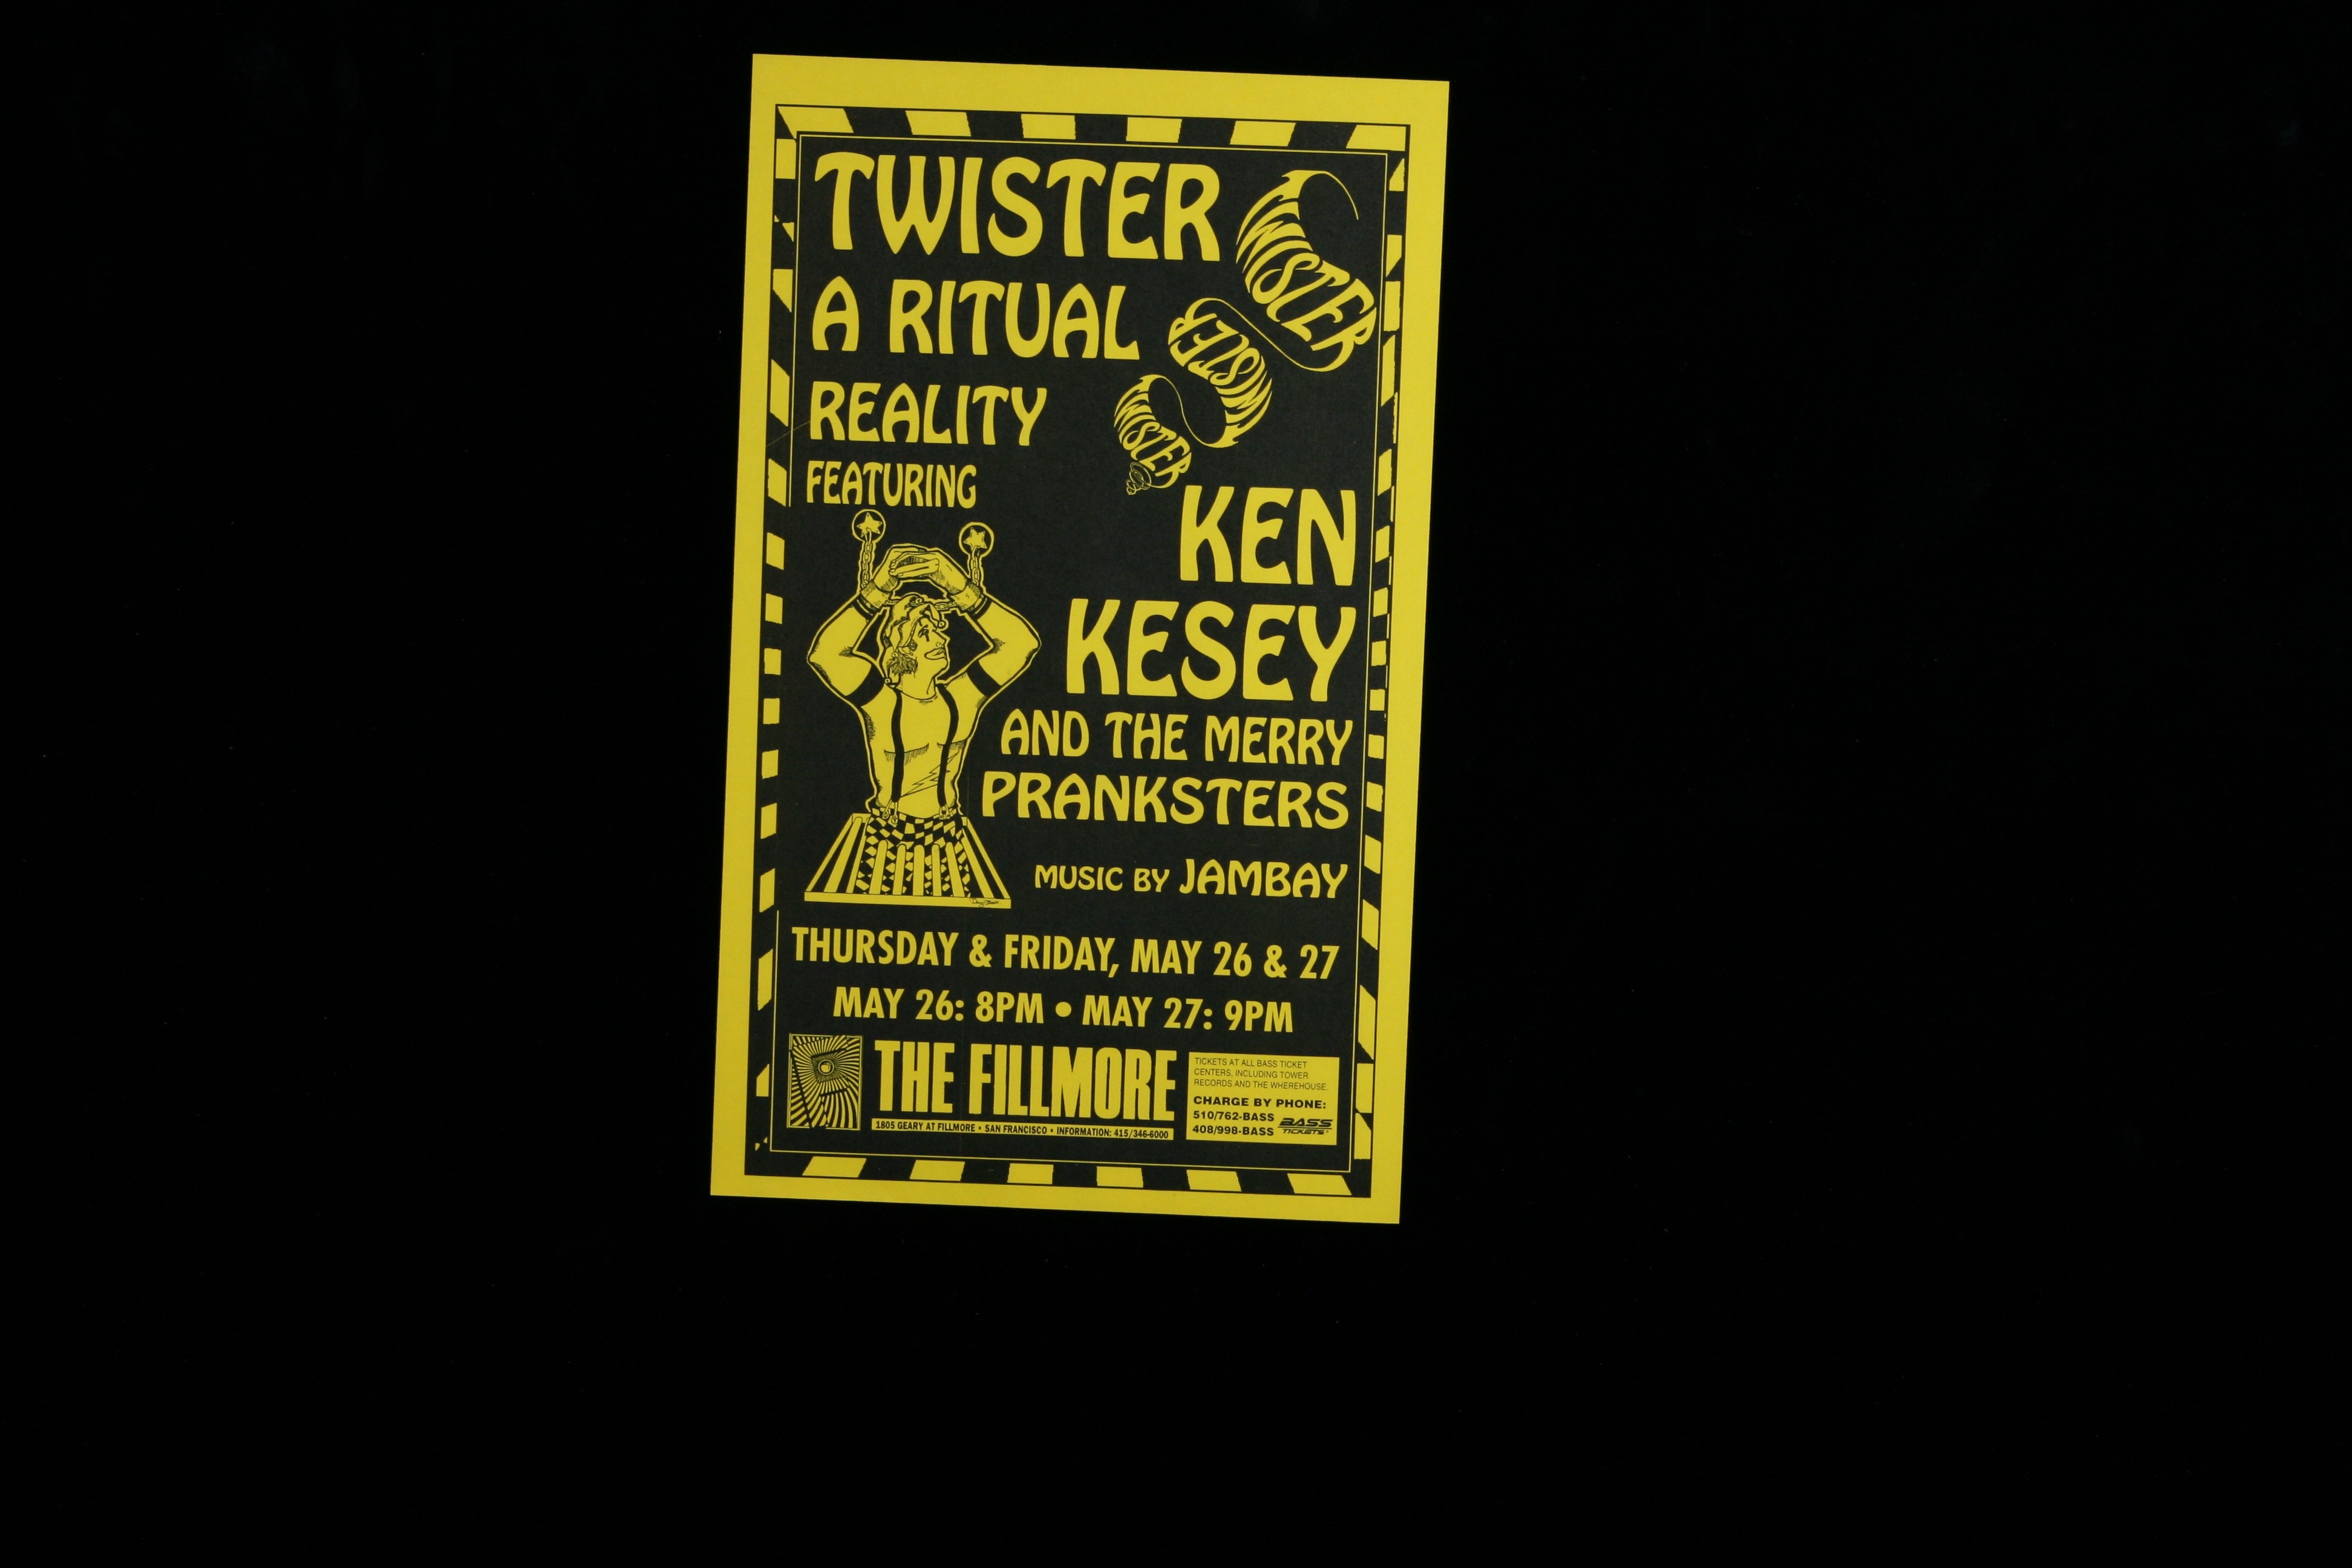 TWISTER
A RITUAL
REALITY
FEATURING
TWISTER
TWISTER
TWISTER
KEN
KESEY
AND THE MERRY
PRANKSTERS
MUSIC BY JAMBAY
THURSDAY & FRIDAY, MAY 26 & 27
MAY 26: 8PM • MAY 27: 9PM
THE FILLMORE
1805 GEARY AT FILLMORE • SAN FRANCISCO • INFORMATION: 415/346-6000
TICKETS AT ALL BASS TICKET
CENTERS, INCLUDING TOWER
RECORDS AND THE WHEREHOUSE.
CHARGE BY PHONE:
510/762-BASS
408/998-BASS
BASS
TICKETS